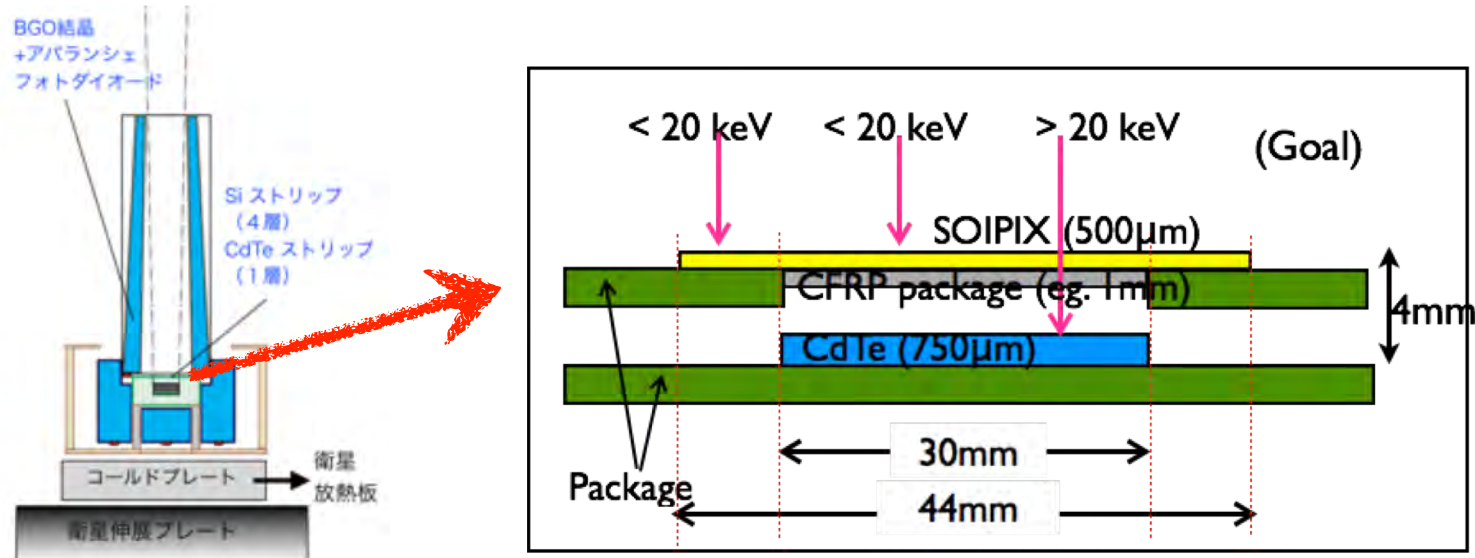 BGO結晶
+アバランシェ
フォトダイオード
Si ストリップ
（４層）
CdTe ストリップ
（１層）
コールドプレート
衛星
放熱板
衛星伸展プレート
< 20 keV
< 20 keV
> 20 keV
(Goal)
SOIPIX (500μm)
CFRP package (eg. 1mm)
4mm
CdTe (750μm)
30mm
Package
44mm